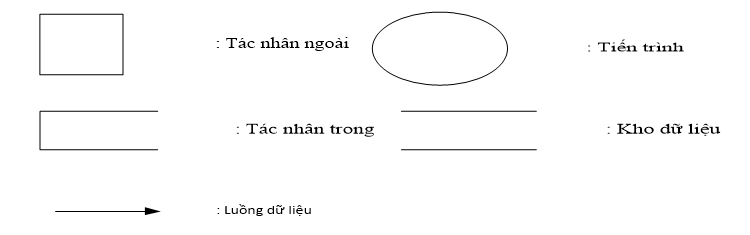 : Tác nhân ngoài
: Tiến trình
: Tác nhân trong
: Kho dữ liệu
: Luồng dữ liệu